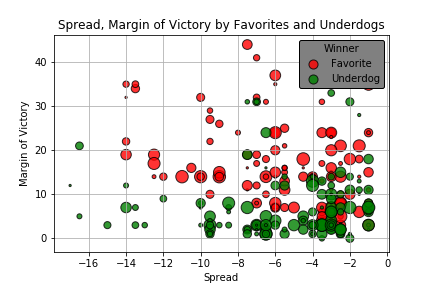 Spread, Margin of Victory by Favorites and Underdogs
Winner
Favorite
Underdog
Margin of Victory
40
30
20
10
0
−16 −14 −12 −10 −8 −6 −4 −2 0
Spread